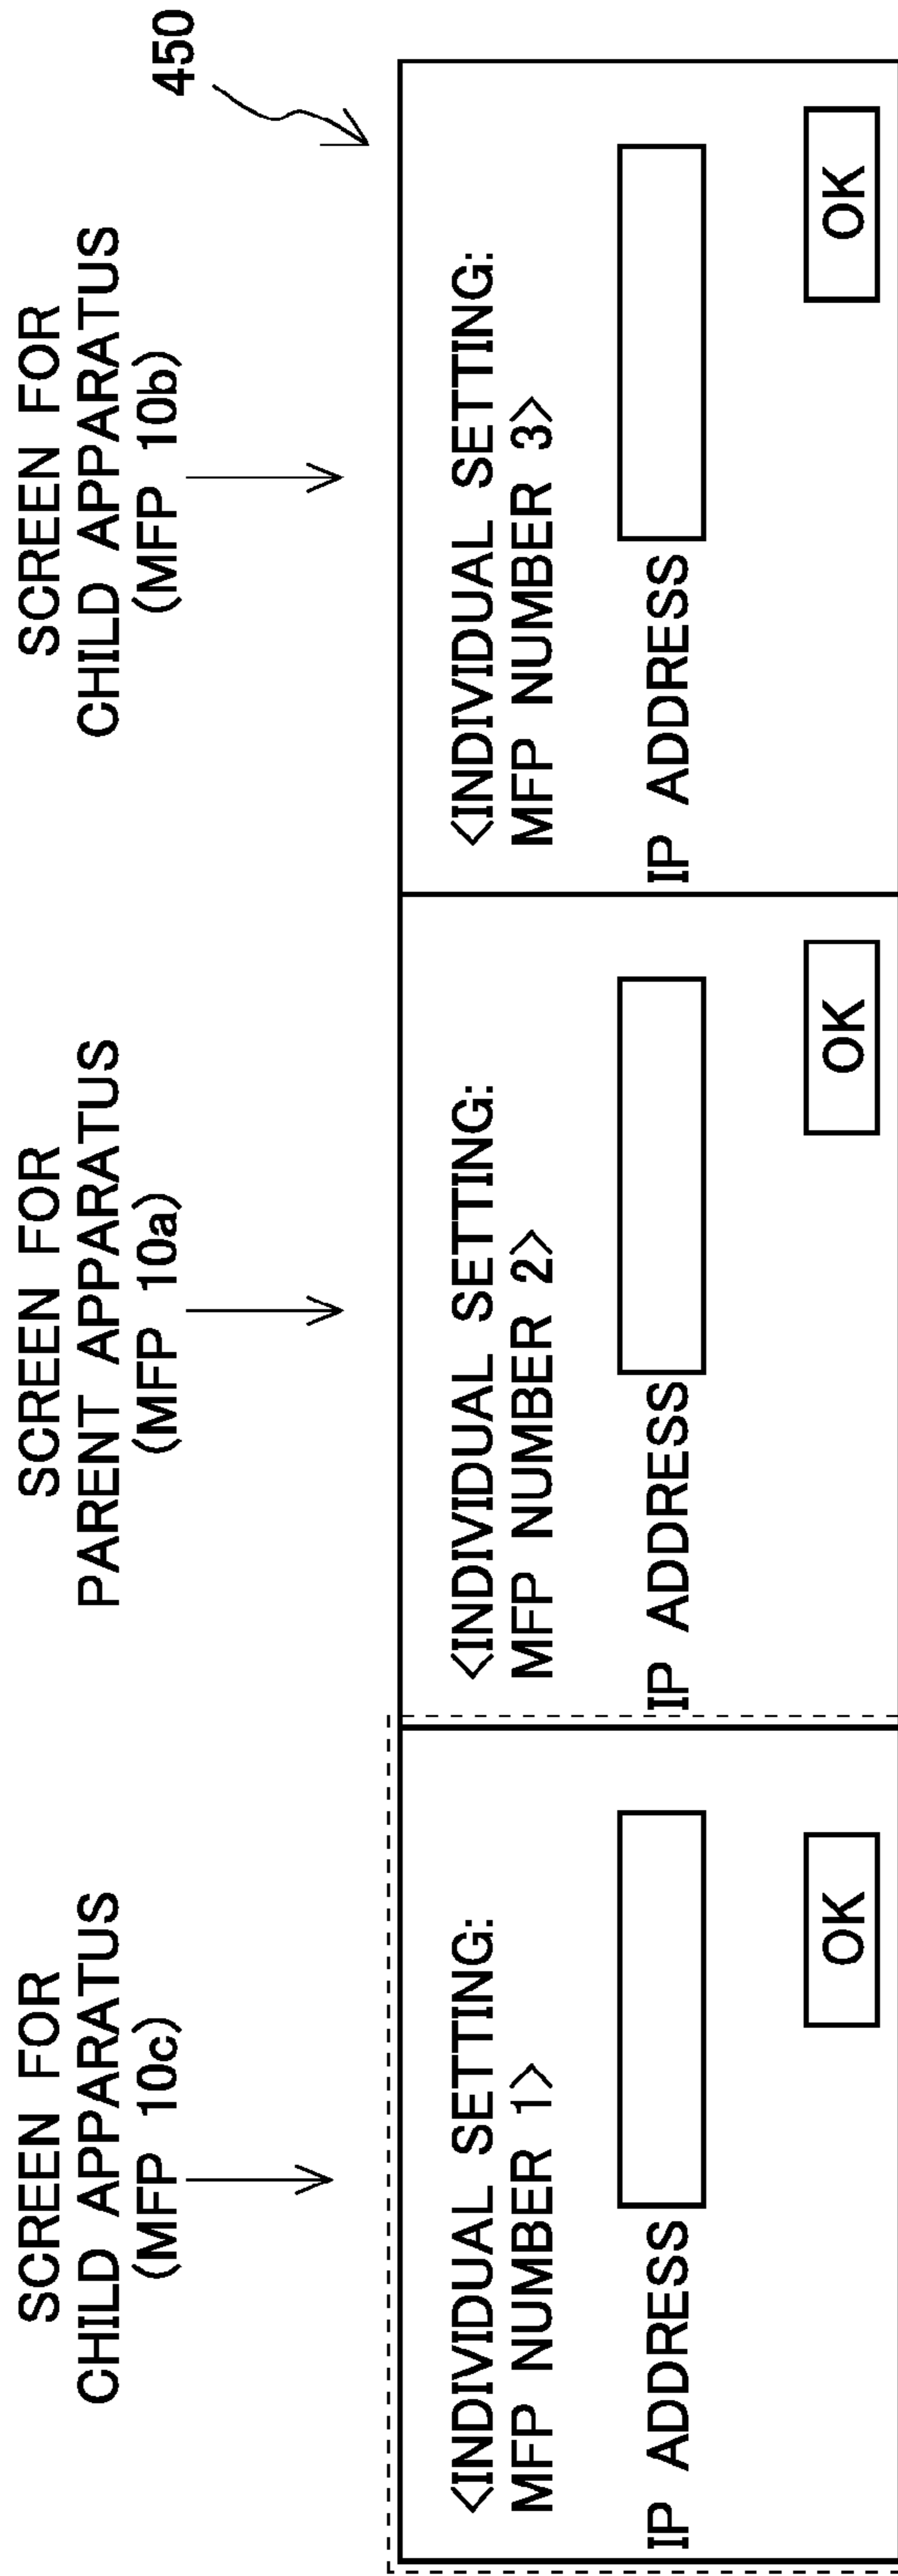 SCREEN FOR
CHILD APPARATUS
(MFP 10c)
SCREEN FOR
PARENT APPARATUS
(MFP 10a)
SCREEN FOR
CHILD APPARATUS
(MFP 10b)
450
<INDIVIDUAL SETTING:
MFP NUMBER 1>
IP ADDRESS
OK
<INDIVIDUAL SETTING:
MFP NUMBER 2>
IP ADDRESS
OK
<INDIVIDUAL SETTING:
MFP NUMBER 3>
IP ADDRESS
OK